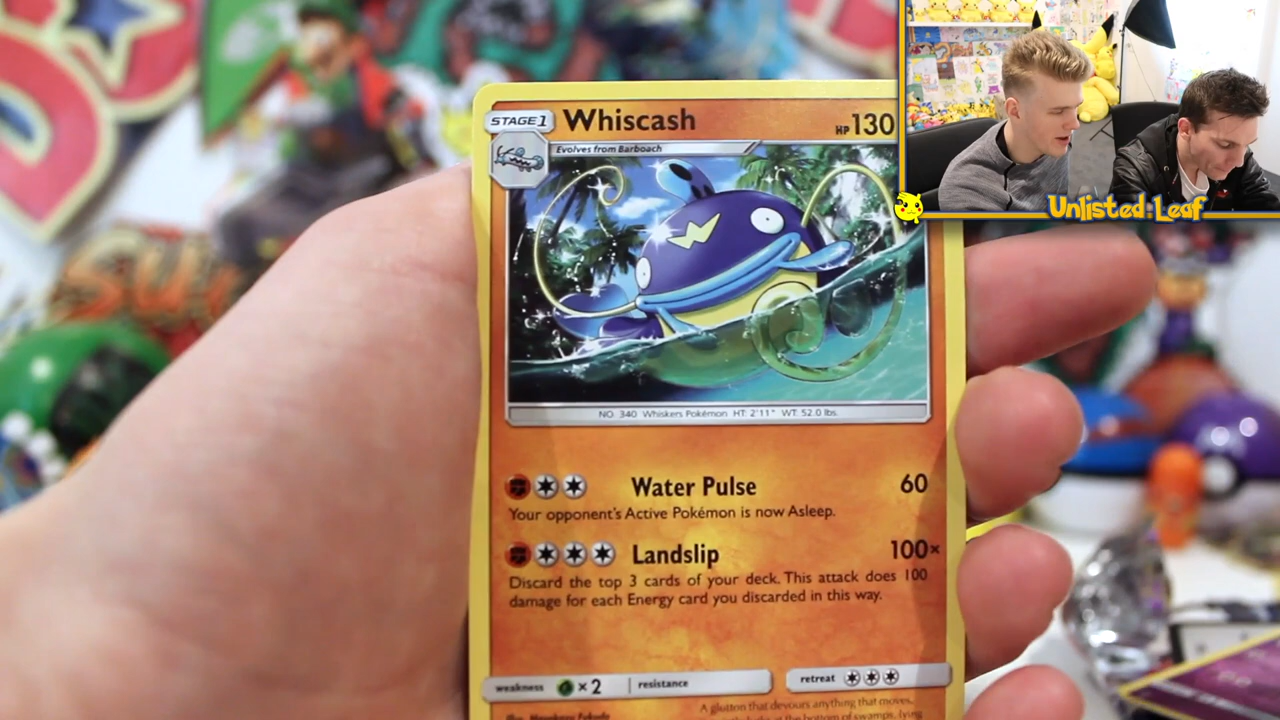 STAGE 1
Whiscash
HP 130
Evolves from Barboach
Unlisted:Leaf
NO. 340 Whiskers Pokémon HT: 2'11" WT: 52.0 lbs.
Water Pulse 60
Your opponent's Active Pokémon is now Asleep.
Landslip 100×
Discard the top 3 cards of your deck. This attack does 100
damage for each Energy card you discarded in this way.
weakness ×2 resistance
retreat
A glutton that devours anything that moves,